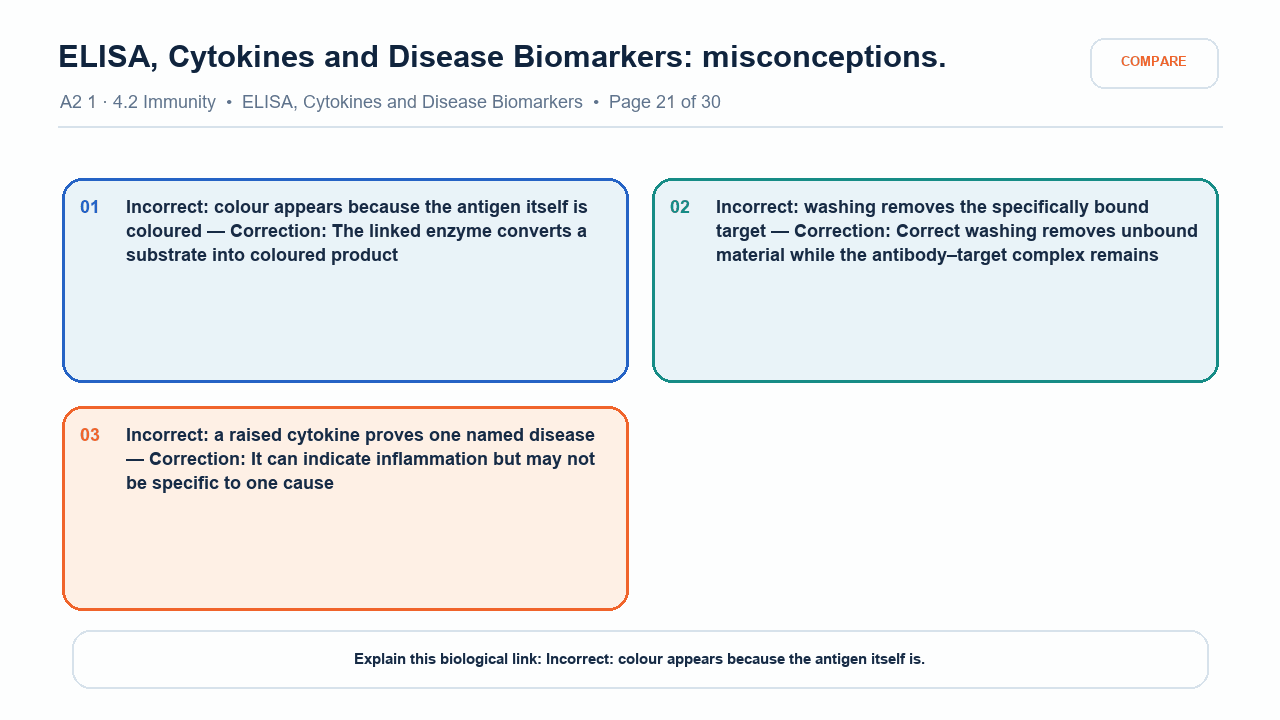 ELISA, Cytokines and Disease Biomarkers: misconceptions.
COMPARE
A2 1 · 4.2 Immunity • ELISA, Cytokines and Disease Biomarkers • Page 21 of 30
01
Incorrect: colour appears because the antigen itself is
coloured — Correction: The linked enzyme converts a
substrate into coloured product
02
Incorrect: washing removes the specifically bound
target — Correction: Correct washing removes unbound
material while the antibody–target complex remains
03
Incorrect: a raised cytokine proves one named disease
— Correction: It can indicate inflammation but may not
be specific to one cause
Explain this biological link: Incorrect: colour appears because the antigen itself is.